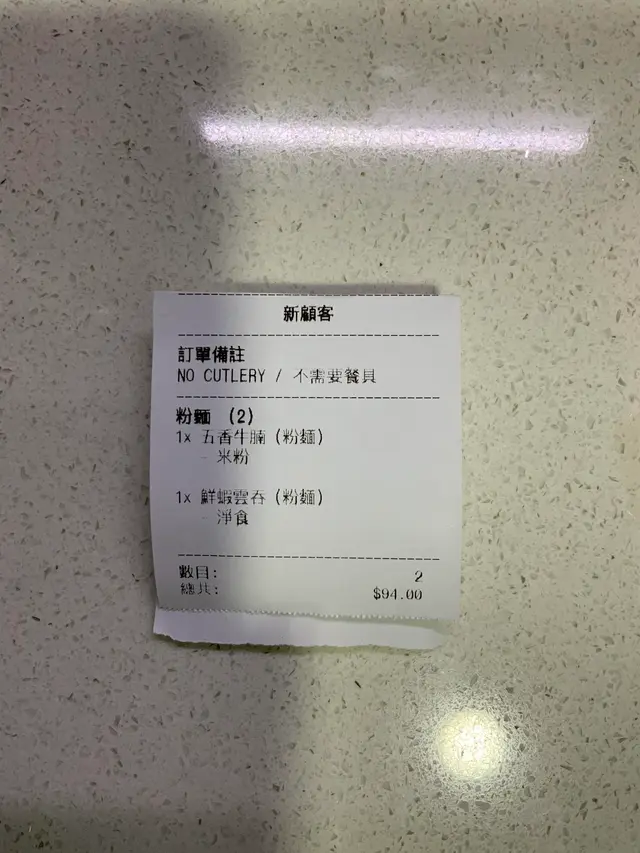 新顧客
訂單備註
NO CUTLERY / 不需要餐具
粉麵 (2)
1x 五香牛腩 (粉麵)
- 米粉
1x 鮮蝦雲吞 (粉麵)
- 淨食
數目: 2
總共: $94.00